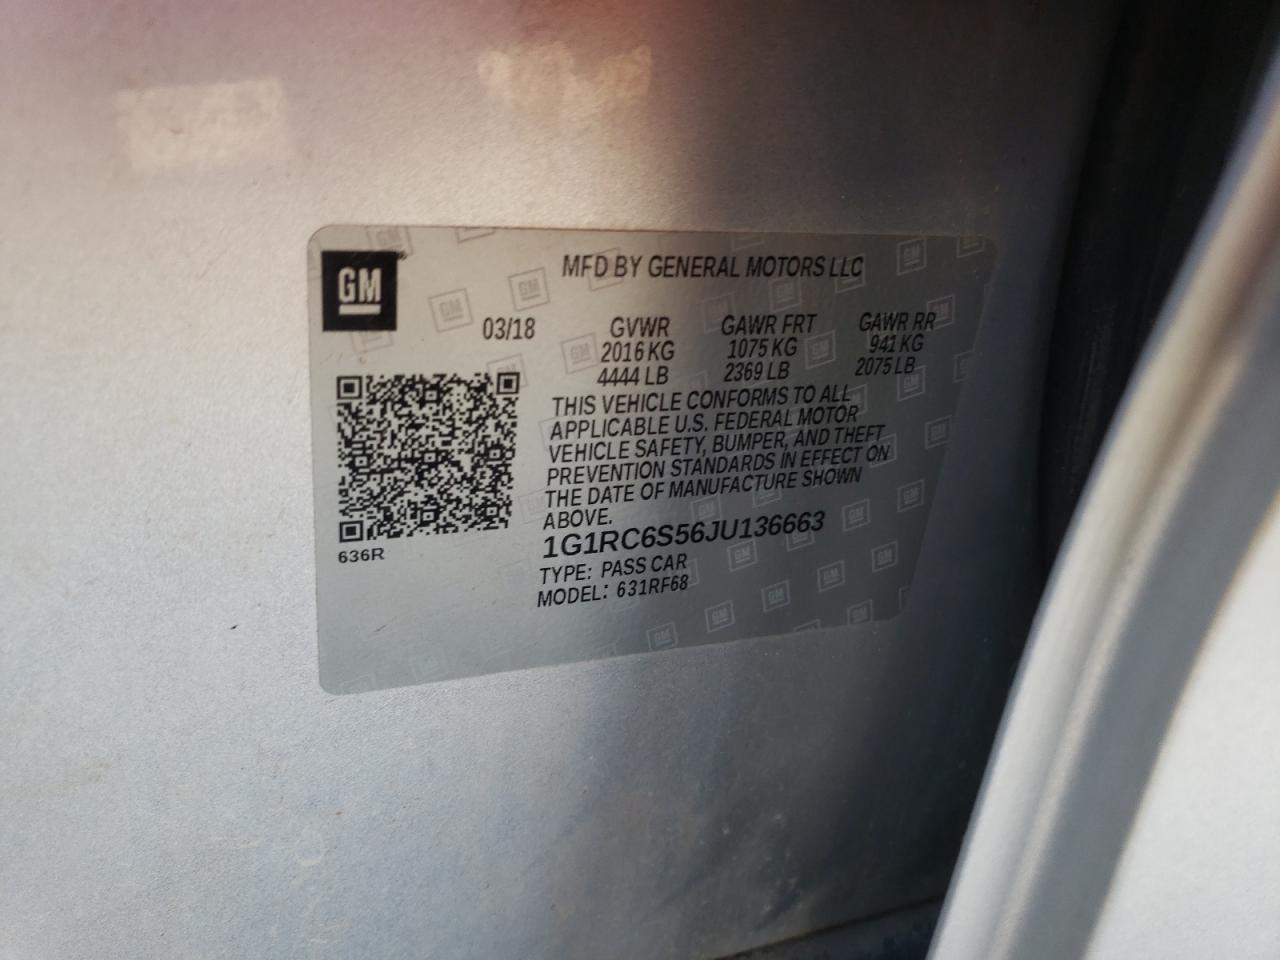 GM
MFD BY GENERAL MOTORS LLC
03/18 GVWR GAWR FRT GAWR RR
2016 KG 1075 KG 941 KG
4444 LB 2369 LB 2075 LB
THIS VEHICLE CONFORMS TO ALL
APPLICABLE U.S. FEDERAL MOTOR
VEHICLE SAFETY, BUMPER, AND THEFT
PREVENTION STANDARDS IN EFFECT ON
THE DATE OF MANUFACTURE SHOWN
ABOVE.
1G1RC6S56JU136663
TYPE: PASS CAR
MODEL: 631RF68
636R